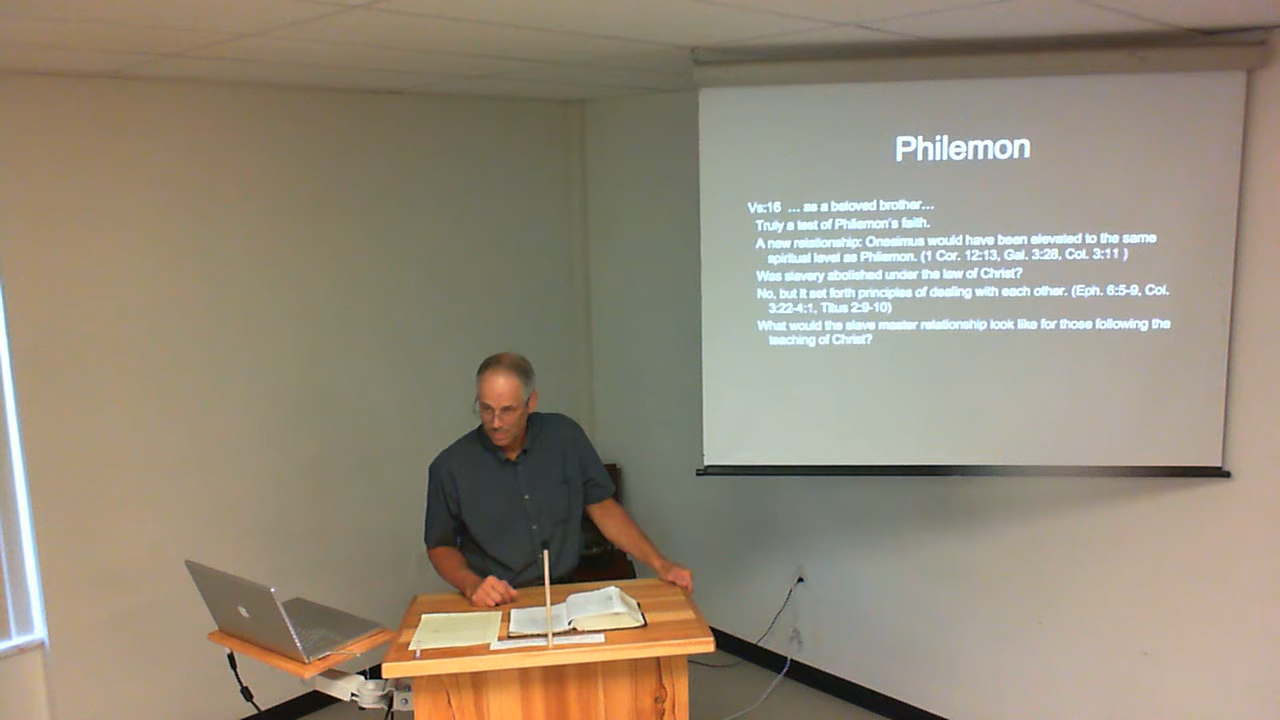 Philemon
Vs:16 ... as a beloved brother...
Truly a test of Philemon's faith.
A new relationship: Onesimus would have been elevated to the same
spiritual level as Philemon. (1 Cor. 12:13, Gal. 3:28, Col. 3:11 )
Was slavery abolished under the law of Christ?
No, but it set forth principles of dealing with each other. (Eph. 6:5-9, Col.
3:22-4:1, Titus 2:9-10)
What would the slave master relationship look like for those following the
teaching of Christ?